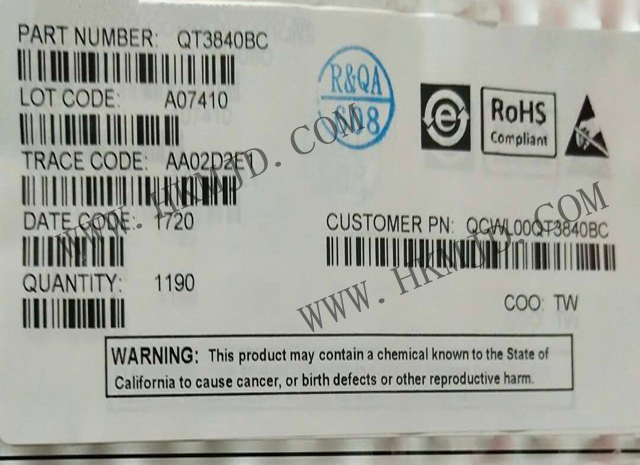 PART NUMBER: QT3840BC
LOT CODE: A07410
TRACE CODE: AA02D2E1
DATE CODE: 1720
QUANTITY: 1190
R&QA
e
RoHS
Compliant
CUSTOMER PN: QCWL00QT3840BC
COO: TW
WARNING: This product may contain a chemical known to the State of
California to cause cancer, or birth defects or other reproductive harm.
WWW.HKMJD.COM
WWW.HKMJD.COM